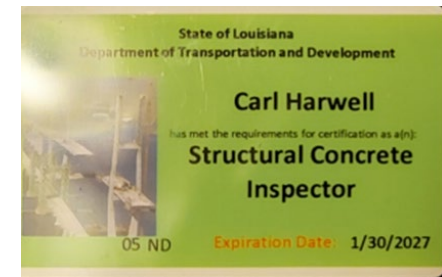 State of Louisiana
Department of Transportation and Development
Carl Harwell
has met the requirements for certification as a(n):
Structural Concrete
Inspector
05 ND Expiration Date: 1/30/2027